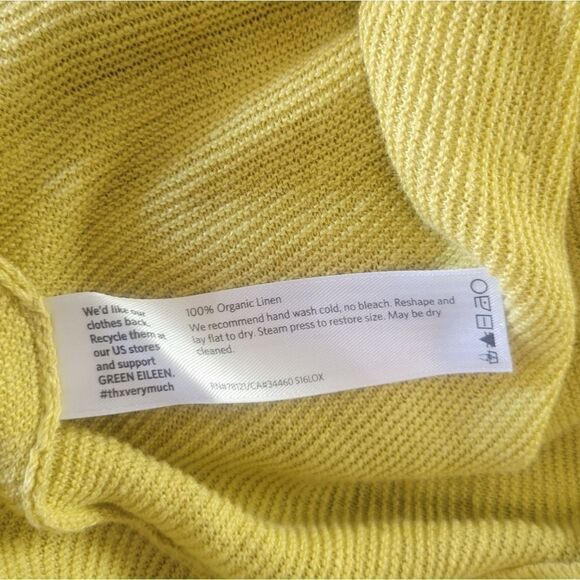 We'd like our
clothes back.
Recycle them at
our US stores
and support
GREEN EILEEN.
#thxverymuch
100% Organic Linen
We recommend hand wash cold, no bleach. Reshape and
lay flat to dry. Steam press to restore size. May be dry
cleaned.
RN#78121/CA#34460 S16LOX